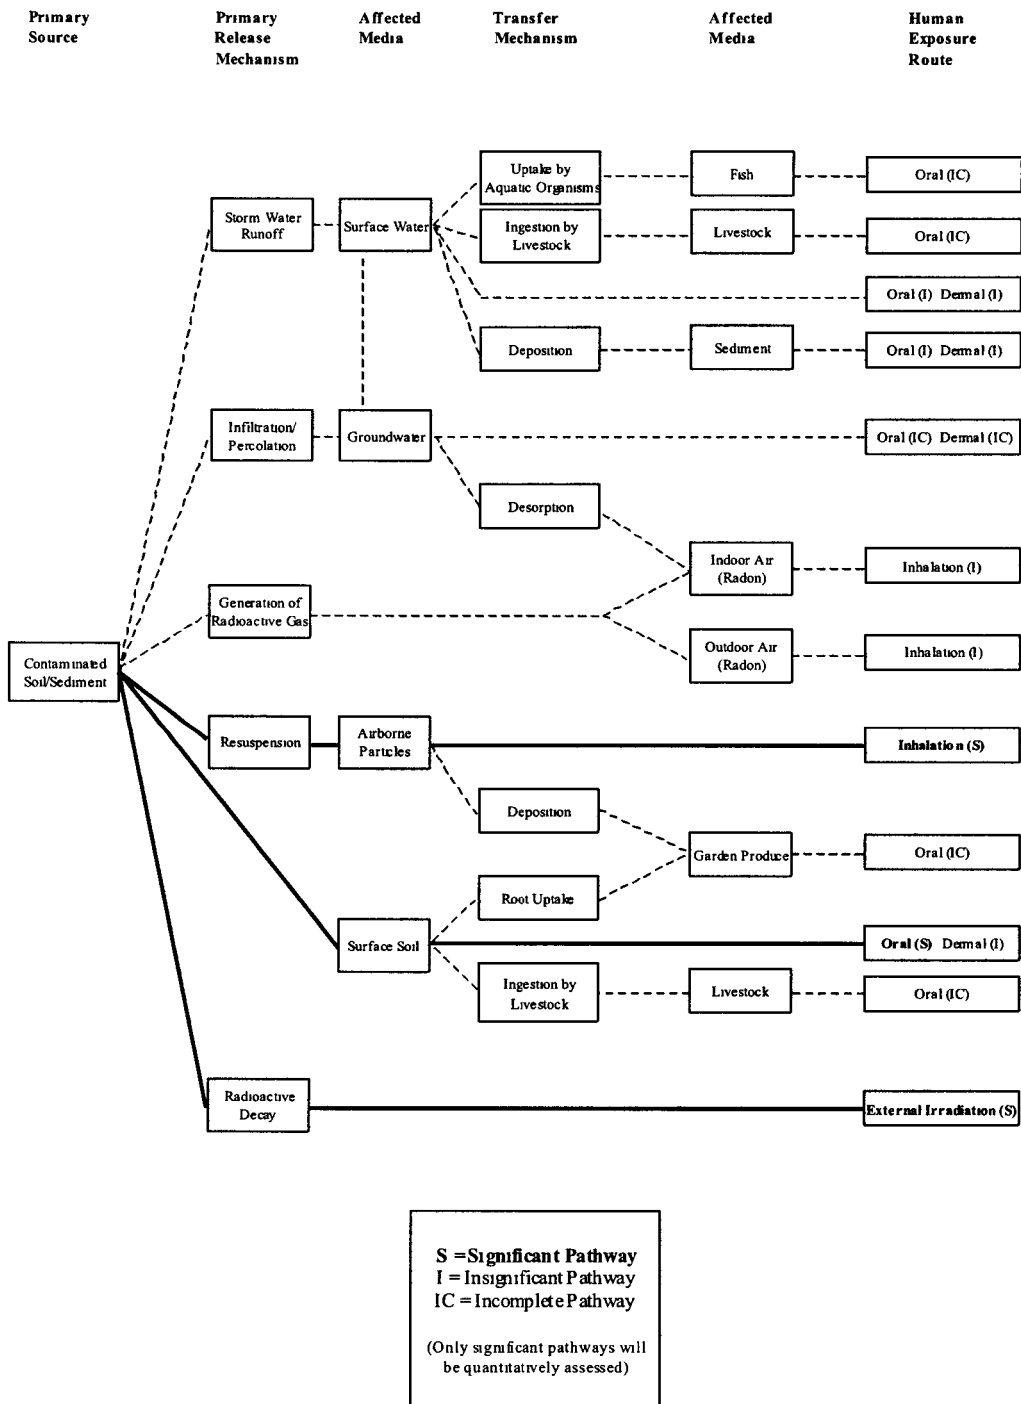 Primary Source
Primary Release Mechanism
Affected Media
Transfer Mechanism
Affected Media
Human Exposure Route
Uptake by
Aquatic Organisms
Fish
Oral (IC)
Storm Water
Runoff
Surface Water
Ingestion by
Livestock
Livestock
Oral (IC)
Oral (I) Dermal (I)
Deposition
Sediment
Oral (I) Dermal (I)
Infiltration/
Percolation
Groundwater
Oral (IC) Dermal (IC)
Desorption
Indoor Air
(Radon)
Inhalation (I)
Generation of
Radioactive Gas
Outdoor Air
(Radon)
Inhalation (I)
Contaminated
Soil/Sediment
Resuspension
Airborne
Particles
Inhalation (S)
Deposition
Garden Produce
Oral (IC)
Root Uptake
Surface Soil
Oral (S) Dermal (I)
Ingestion by
Livestock
Livestock
Oral (IC)
Radioactive
Decay
External Irradiation (S)
S =Significant Pathway
I = Insignificant Pathway
IC = Incomplete Pathway
(Only significant pathways will
be quantitatively assessed)